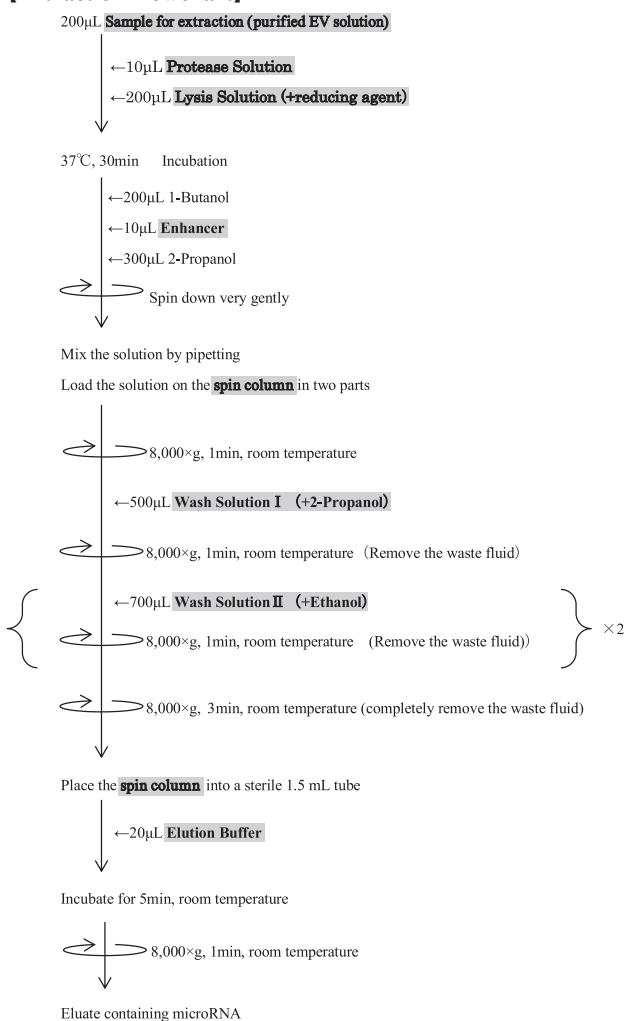 200μL Sample for extraction (purified EV solution)
←10μL Protease Solution
←200μL Lysis Solution (+reducing agent)
37℃, 30min Incubation
←200μL 1-Butanol
←10μL Enhancer
←300μL 2-Propanol
Spin down very gently
Mix the solution by pipetting
Load the solution on the spin column in two parts
8,000×g, 1min, room temperature
←500μL Wash Solution Ⅰ (+2-Propanol)
8,000×g, 1min, room temperature (Remove the waste fluid)
←700μL Wash Solution Ⅱ (+Ethanol)
8,000×g, 1min, room temperature (Remove the waste fluid))
×2
8,000×g, 3min, room temperature (completely remove the waste fluid)
Place the spin column into a sterile 1.5 mL tube
←20μL Elution Buffer
Incubate for 5min, room temperature
8,000×g, 1min, room temperature
Eluate containing microRNA